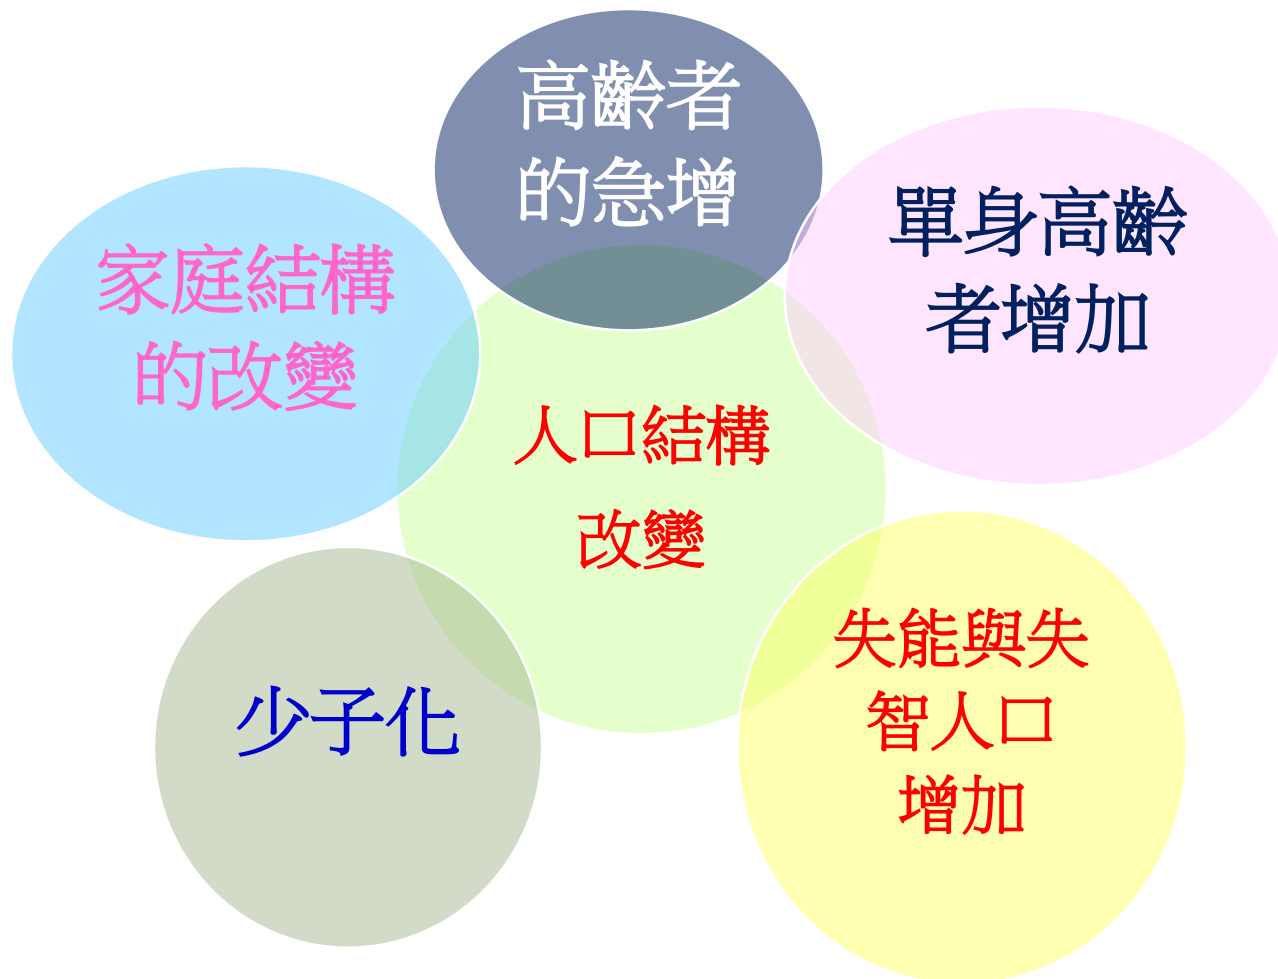 高齡者
的急增
單身高齡
者增加
家庭結構
的改變
人口結構
改變
失能與失
智人口
增加
少子化